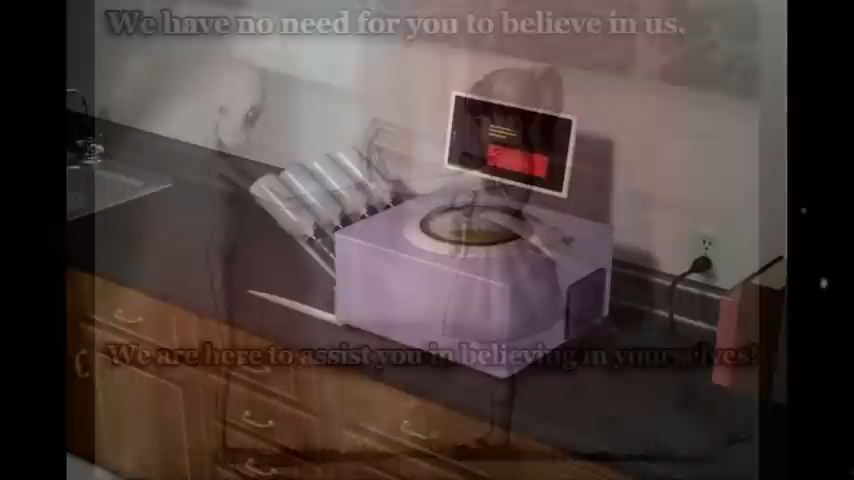 We have no need for you to believe in us.
We are here to assist you in believing in yourselves!